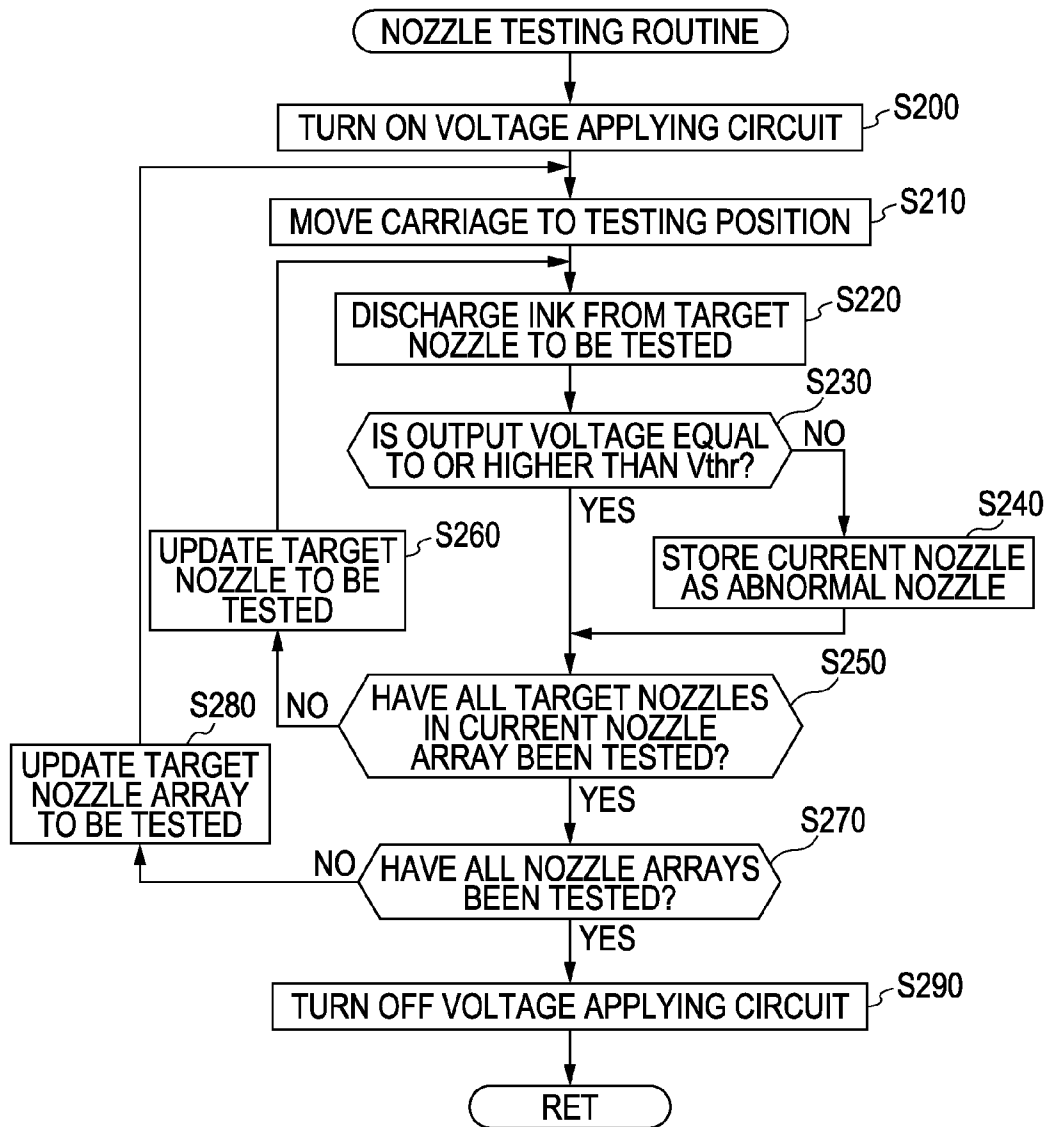 NOZZLE TESTING ROUTINE
S200
TURN ON VOLTAGE APPLYING CIRCUIT
S210
MOVE CARRIAGE TO TESTING POSITION
S220
DISCHARGE INK FROM TARGET
NOZZLE TO BE TESTED
S230
IS OUTPUT VOLTAGE EQUAL
TO OR HIGHER THAN Vthr?
NO
YES
S240
STORE CURRENT NOZZLE
AS ABNORMAL NOZZLE
S260
UPDATE TARGET
NOZZLE TO BE
TESTED
S250
HAVE ALL TARGET NOZZLES
IN CURRENT NOZZLE
ARRAY BEEN TESTED?
NO
YES
S280
UPDATE TARGET
NOZZLE ARRAY
TO BE TESTED
S270
HAVE ALL NOZZLE ARRAYS
BEEN TESTED?
NO
YES
S290
TURN OFF VOLTAGE APPLYING CIRCUIT
RET